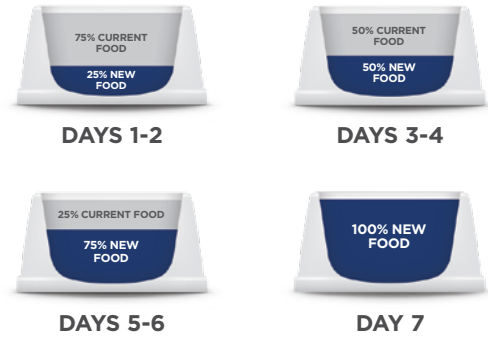 75% CURRENT
FOOD
25% NEW
FOOD
DAYS 1-2
50% CURRENT
FOOD
50% NEW
FOOD
DAYS 3-4
25% CURRENT FOOD
75% NEW
FOOD
DAYS 5-6
100% NEW
FOOD
DAY 7